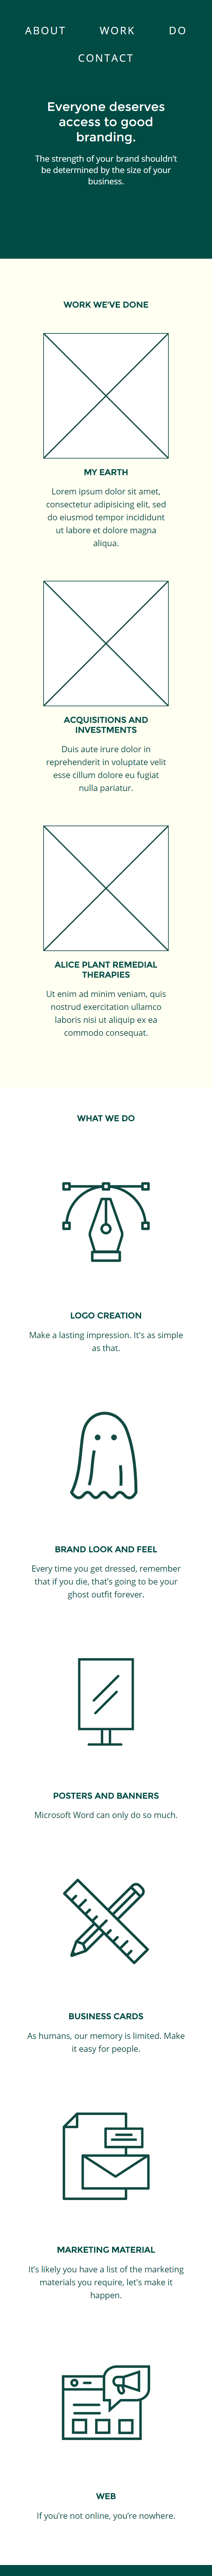 ABOUT WORK DO
CONTACT
Everyone deserves
access to good
branding.
The strength of your brand shouldn't
be determined by the size of your
business.
WORK WE'VE DONE
MY EARTH
Lorem ipsum dolor sit amet,
consectetur adipisicing elit, sed
do eiusmod tempor incididunt
ut labore et dolore magna
aliqua.
ACQUISITIONS AND
INVESTMENTS
Duis aute irure dolor in
reprehenderit in voluptate velit
esse cillum dolore eu fugiat
nulla pariatur.
ALICE PLANT REMEDIAL
THERAPIES
Ut enim ad minim veniam, quis
nostrud exercitation ullamco
laboris nisi ut aliquip ex ea
commodo consequat.
WHAT WE DO
LOGO CREATION
Make a lasting impression. It's as simple
as that.
BRAND LOOK AND FEEL
Every time you get dressed, remember
that if you die, that's going to be your
ghost outfit forever.
POSTERS AND BANNERS
Microsoft Word can only do so much.
BUSINESS CARDS
As humans, our memory is limited. Make
it easy for people.
MARKETING MATERIAL
It's likely you have a list of the marketing
materials you require, let's make it
happen.
WEB
If you're not online, you're nowhere.